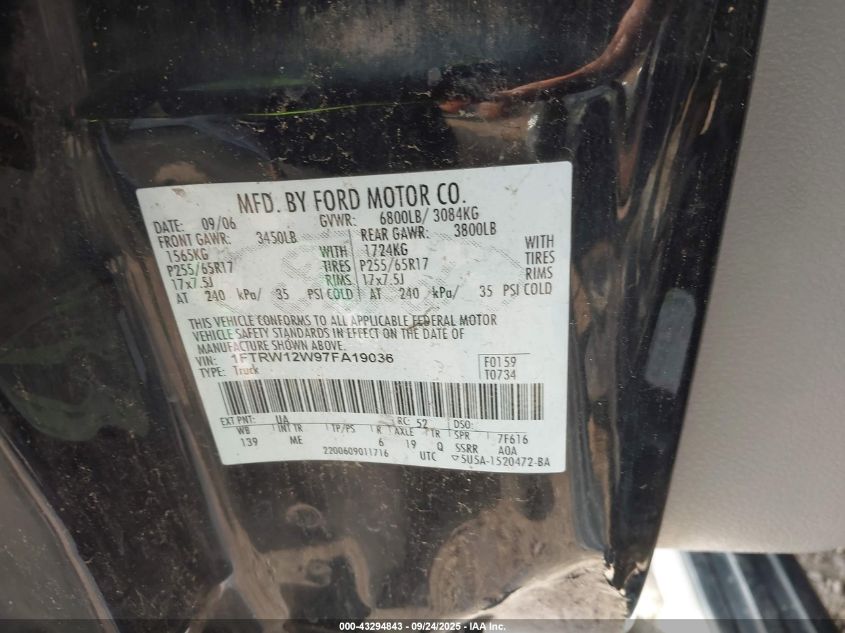 MFD. BY FORD MOTOR CO.
DATE: 09/06 GVWR: 6800LB/ 3084KG
FRONT GAWR: 3450LB REAR GAWR: 3800LB
1565KG WITH 1724KG WITH
P255/65R17 TIRES P255/65R17 TIRES
17x7.5J RIMS 17x7.5J RIMS
AT 240 kPa/ 35 PSI COLD AT 240 kPa/ 35 PSI COLD
THIS VEHICLE CONFORMS TO ALL APPLICABLE FEDERAL MOTOR
VEHICLE SAFETY STANDARDS IN EFFECT ON THE DATE OF
MANUFACTURE SHOWN ABOVE.
VIN: 1FTRW12W97FA19036 F0159
TYPE: Truck T0734
EXT PNT: UA RC: 52 DSO:
WB INT TR TP/PS R AXLE TR SPR 7F616
139 ME 6 19 Q SSRR AOA
2200609011716 UTC ▽5U5A-1520472-BA
000-43294843 - 09/24/2025 - IAA Inc.